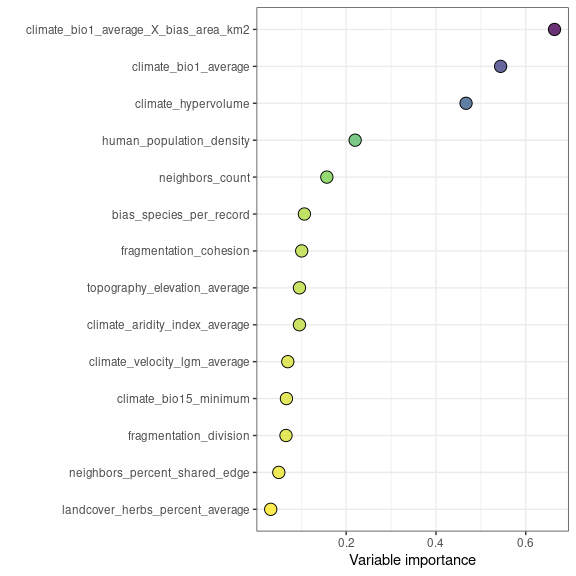 climate_bio1_average_X_bias_area_km2
climate_bio1_average
climate_hypervolume
human_population_density
neighbors_count
bias_species_per_record
fragmentation_cohesion
topography_elevation_average
climate_aridity_index_average
climate_velocity_lgm_average
climate_bio15_minimum
fragmentation_division
neighbors_percent_shared_edge
landcover_herbs_percent_average
0.2 0.4 0.6
Variable importance